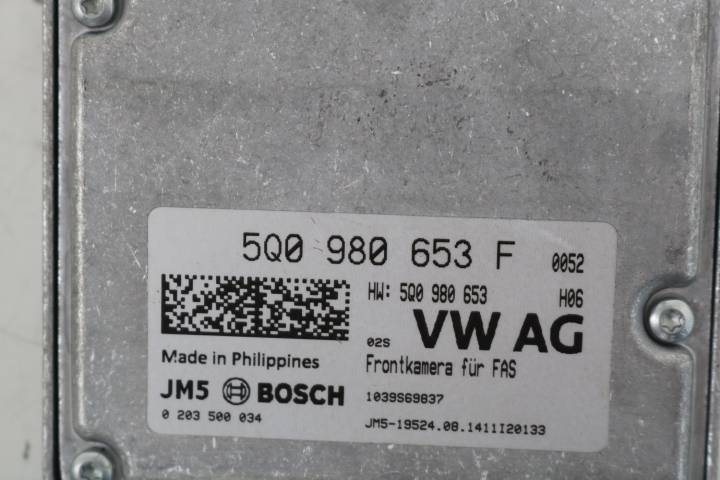 5Q0 980 653 F 0052
HW: 5Q0 980 653 H06
02S VW AG
Made in Philippines
Frontkamera für FAS
JM5 BOSCH
1039S69837
0 203 500 034
JM5-19524.08.1411I20133